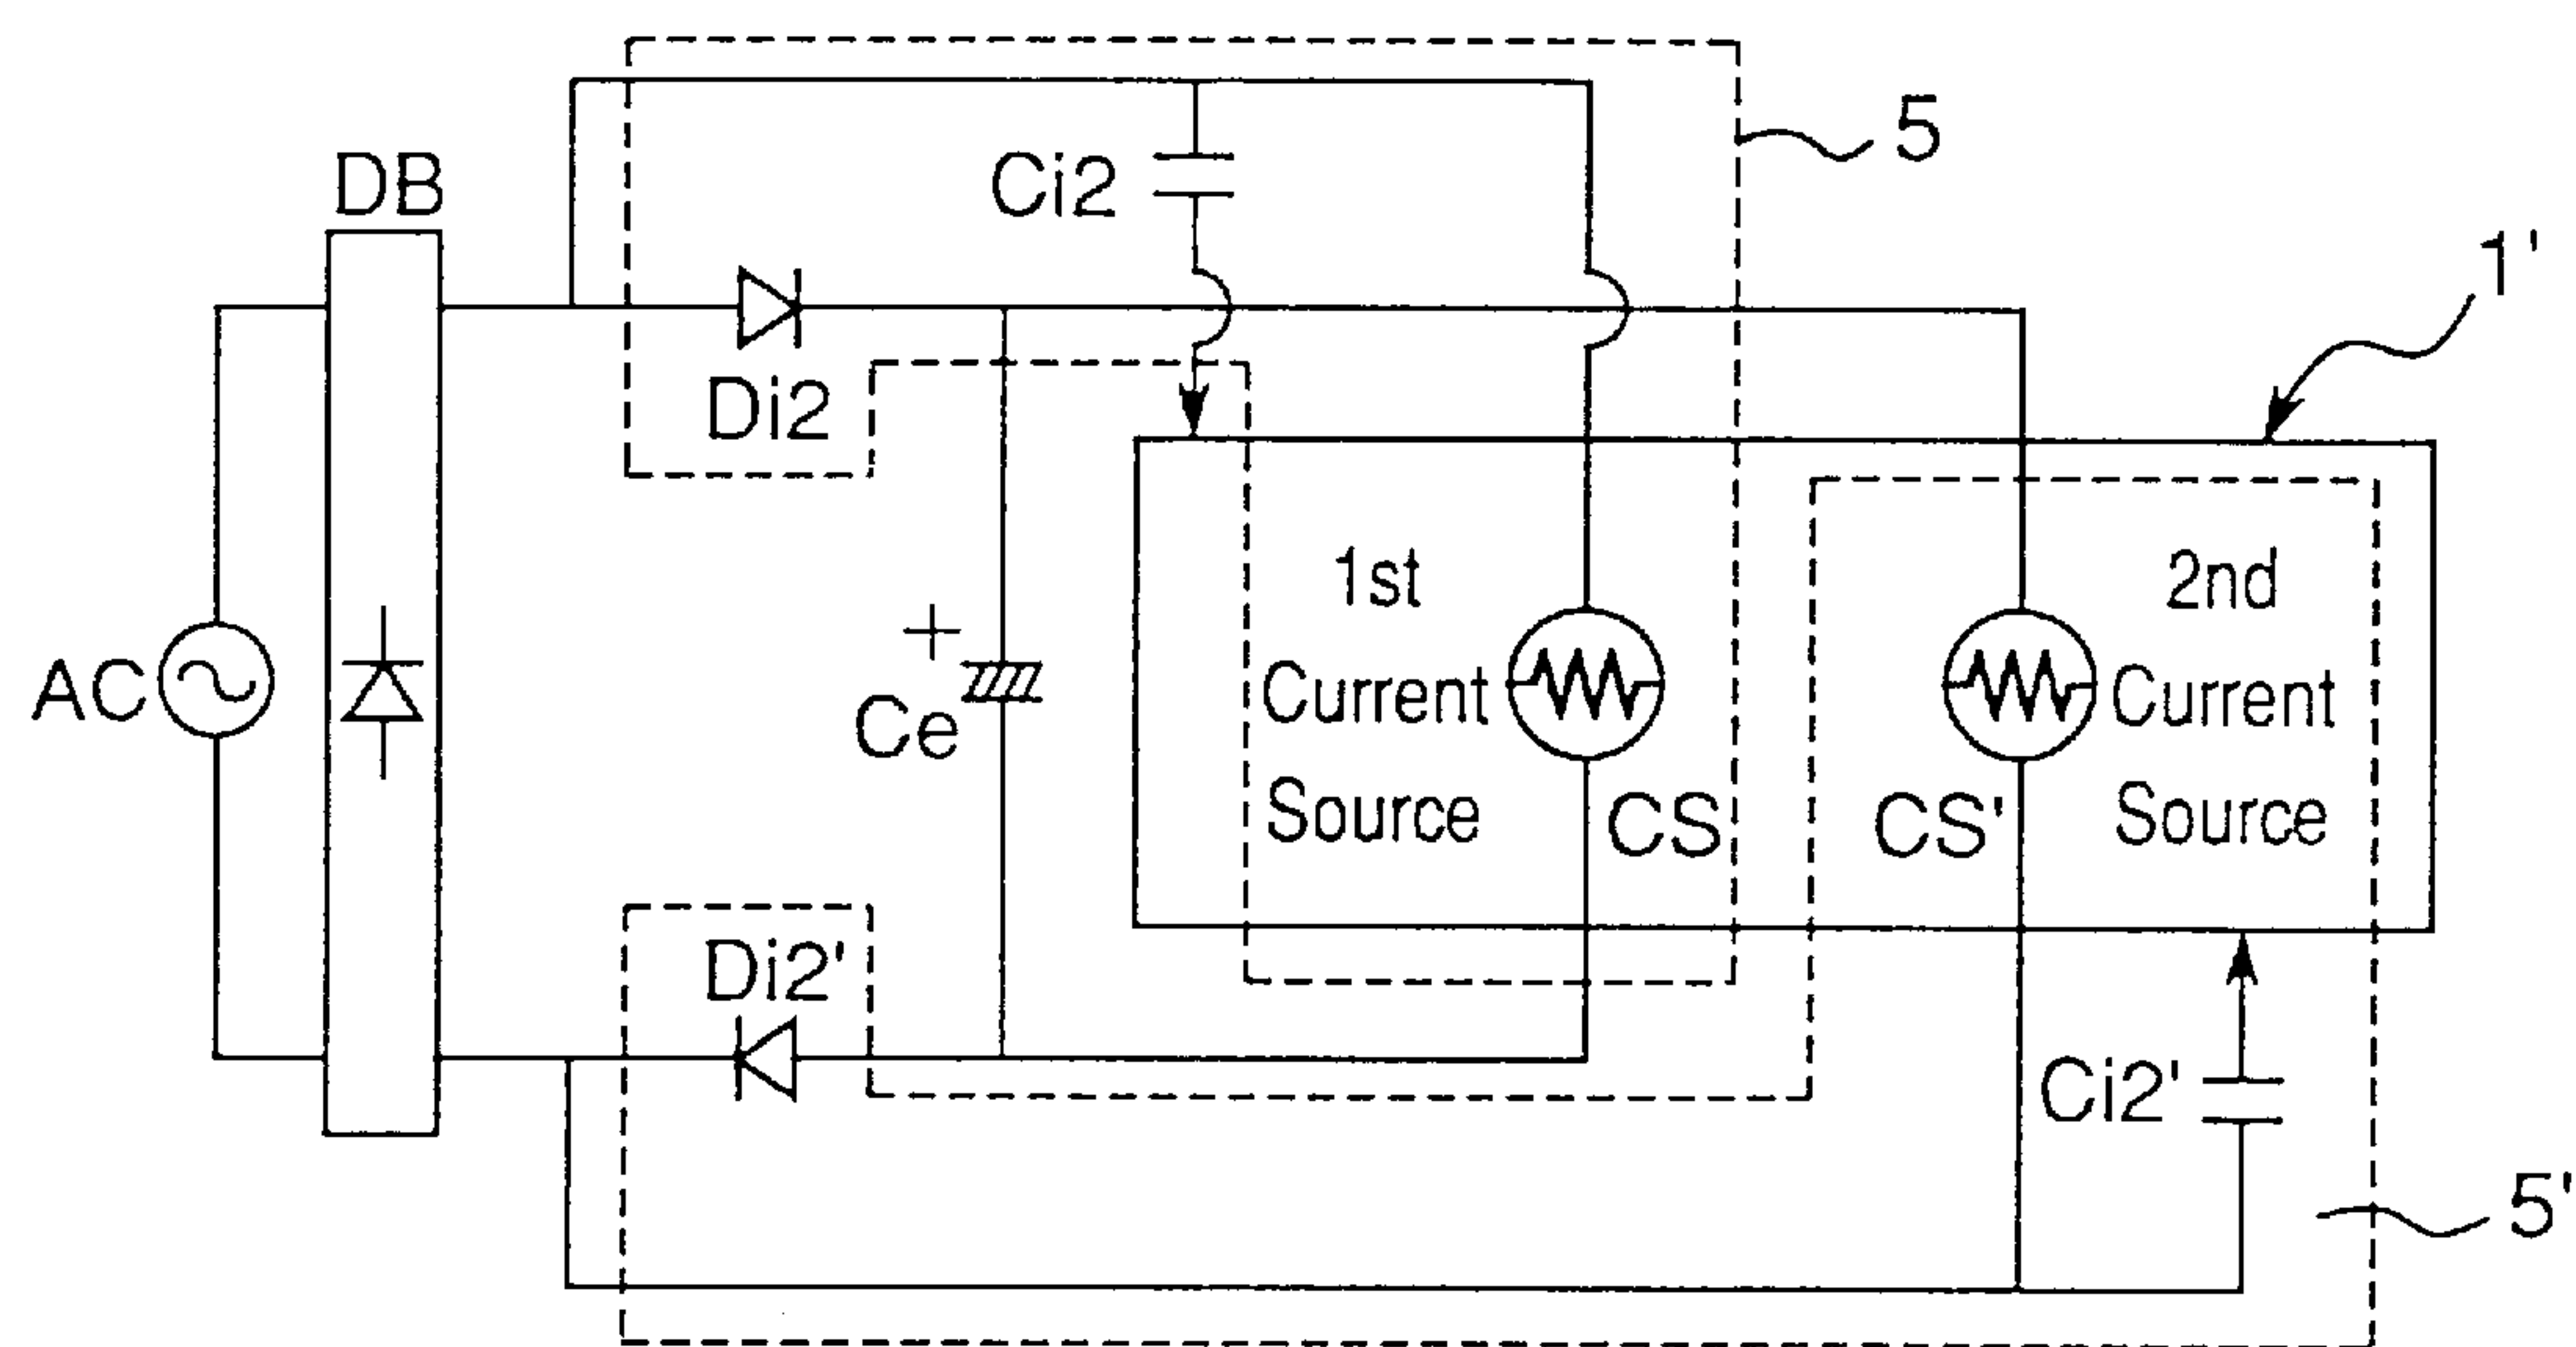 5
DB
Ci2
1'
Di2
1st
Current
Source
2nd
Current
Source
+
AC
Ce
CS
CS'
Di2'
Ci2'
5'